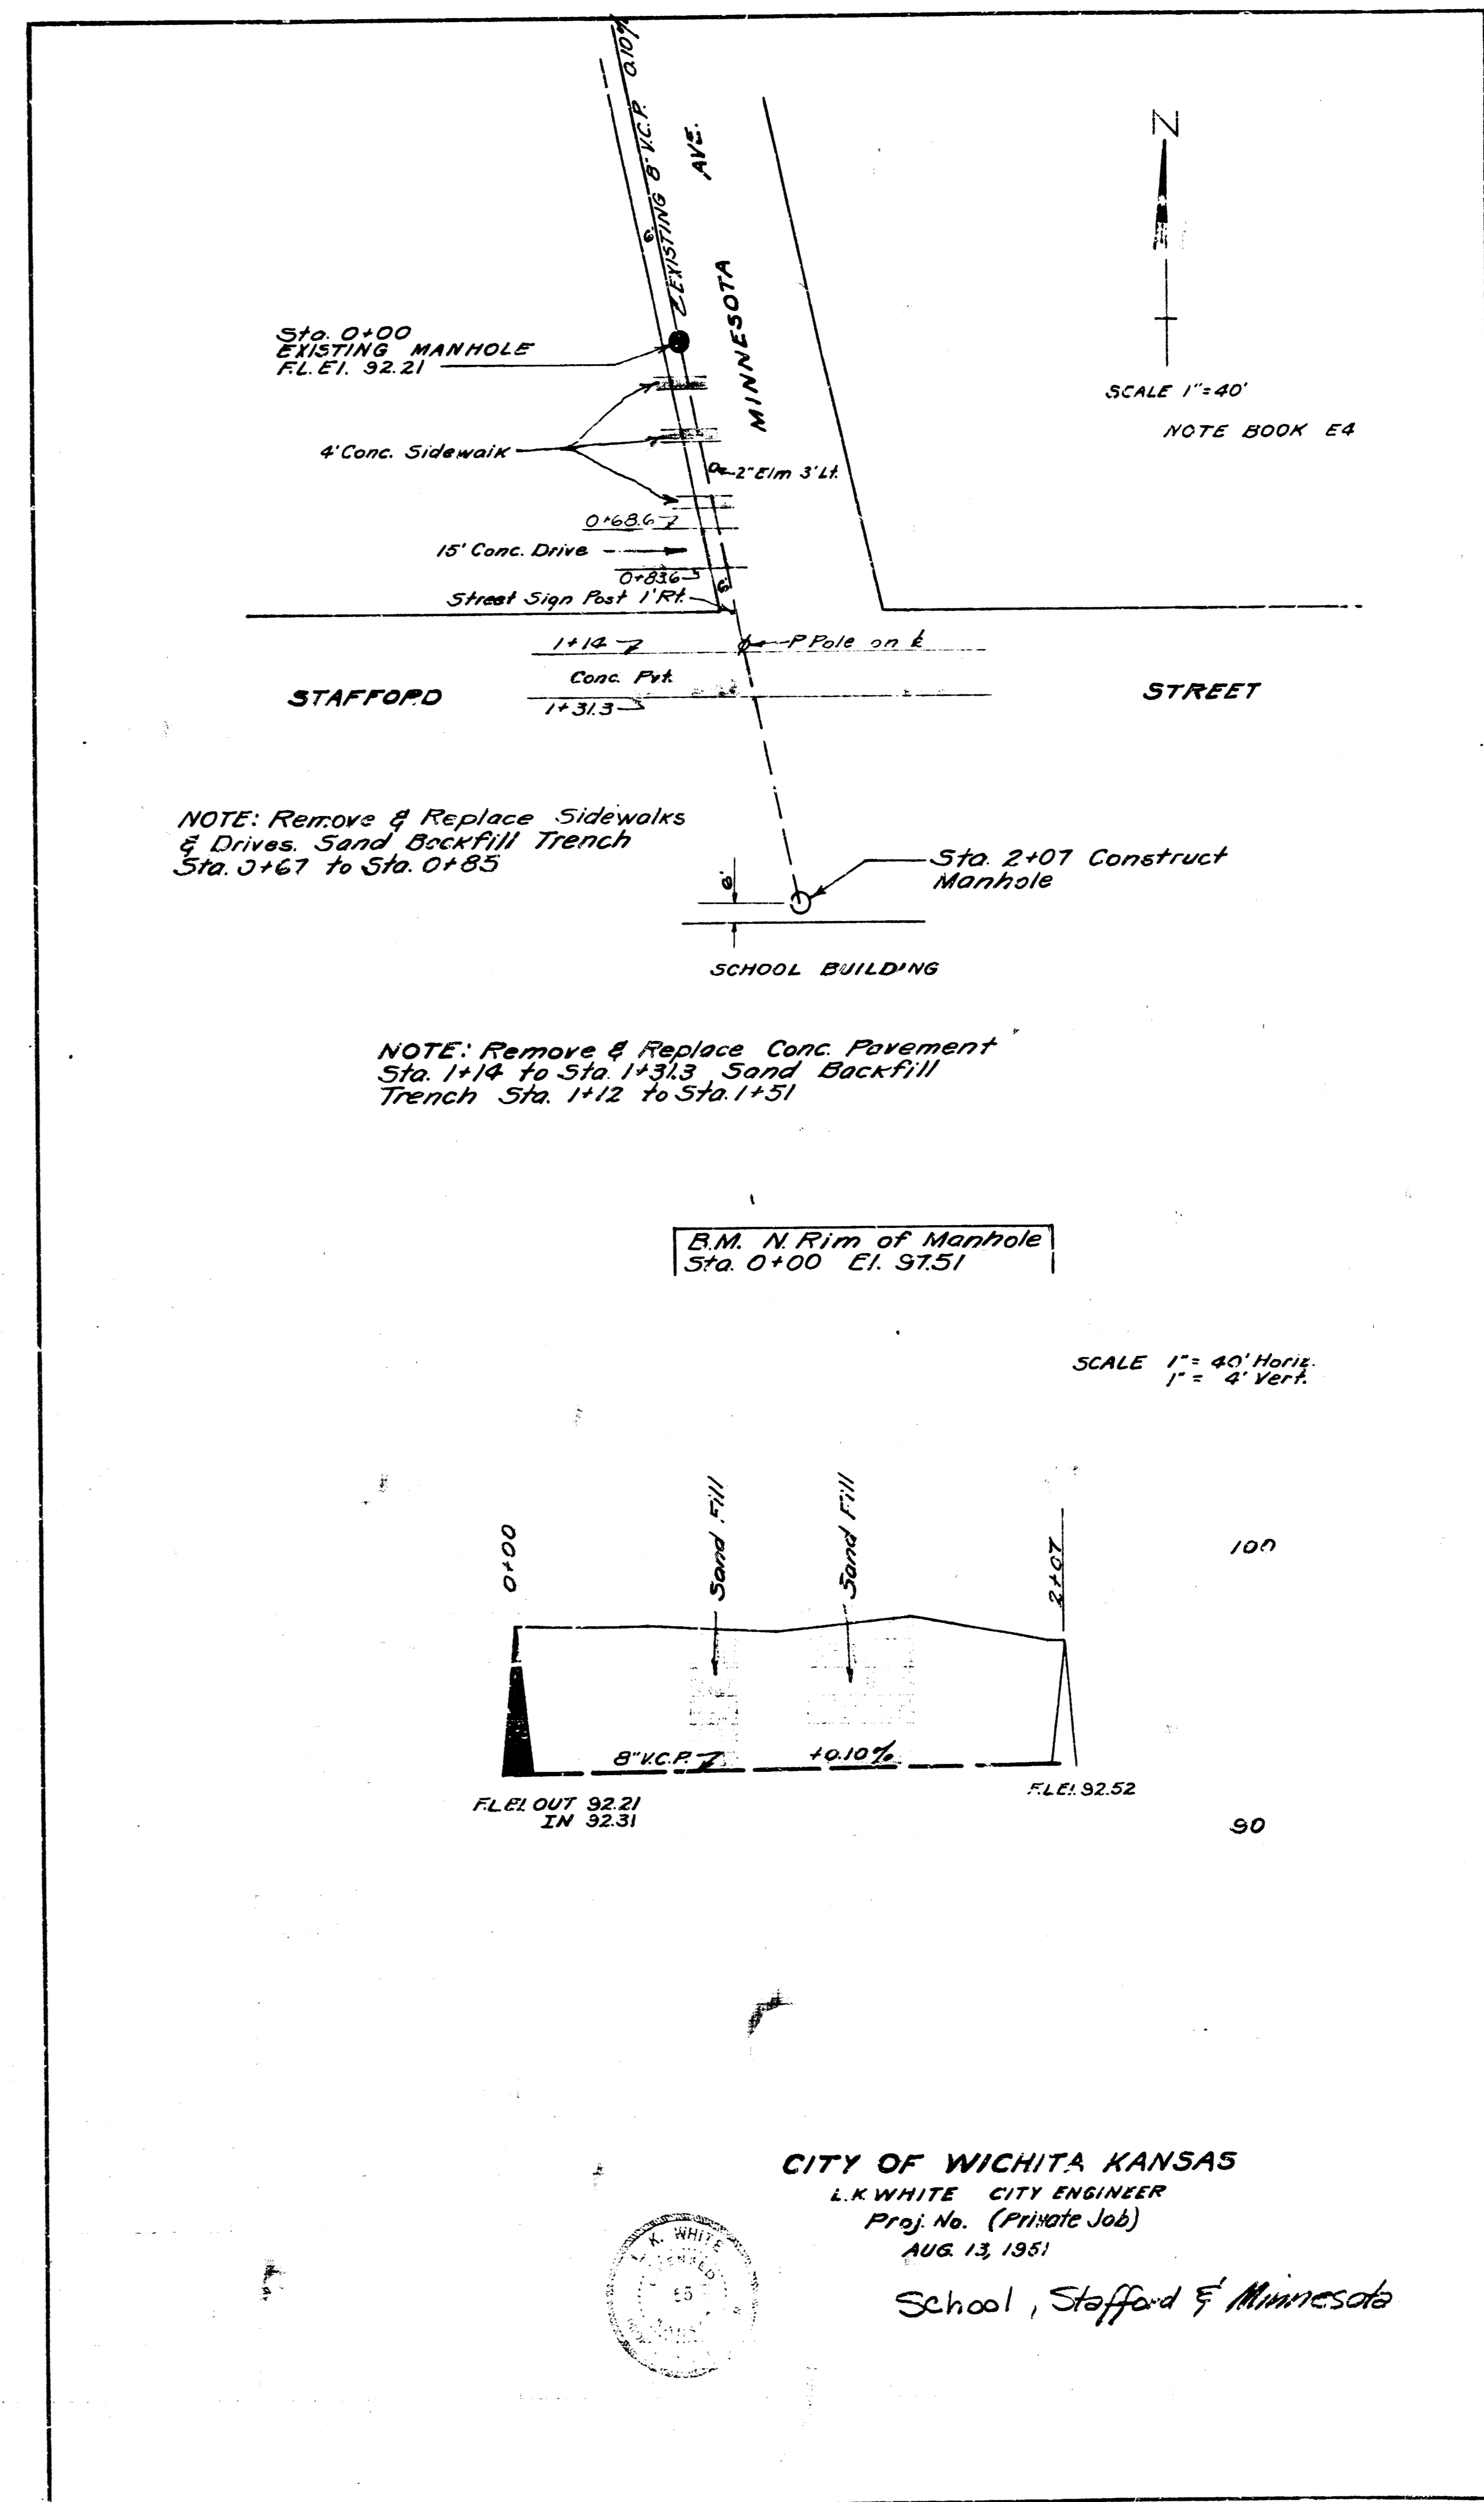 EXISTING 8" V.C.P. 0.10%
6'
MINNESOTA AVE.
N
Sta. 0+00
EXISTING MANHOLE
F.L. El. 92.21
SCALE 1"=40'
NOTE BOOK E4
4' Conc. Sidewalk
2" Elm 3' Lt.
0+68.6
15' Conc. Drive
0+83.6
6'
Street Sign Post 1' Rt.
1+14
P Pole on ℄
Conc. Pvt.
STAFFORD STREET
1+31.3
NOTE: Remove & Replace Sidewalks
& Drives. Sand Backfill Trench
Sta. 0+67 to Sta. 0+85
Sta. 2+07 Construct
Manhole
6'
SCHOOL BUILDING
NOTE: Remove & Replace Conc. Pavement
Sta. 1+14 to Sta. 1+31.3 Sand Backfill
Trench Sta. 1+12 to Sta. 1+51
B.M. N. Rim of Manhole
Sta. 0+00 El. 97.51
SCALE 1"= 40' Horiz.
1"= 4' Vert.
0+00
Sand Fill
Sand Fill
2+07
100
8" V.C.P.
+0.10%
F.L. El. OUT 92.21
IN 92.31
F.L. El. 92.52
90
CITY OF WICHITA KANSAS
L.K. WHITE CITY ENGINEER
Proj. No. (Private Job)
AUG. 13, 1951
School, Stafford & Minnesota
K. WHITE